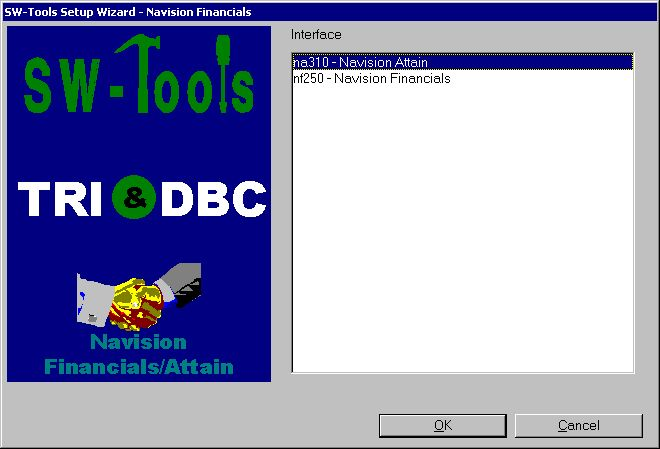 SW-Tools Setup Wizard - Navision Financials
SW-Tools
TRI & DBC
Navision
Financials/Attain
Interface
na310 - Navision Attain
nf250 - Navision Financials
OK
Cancel